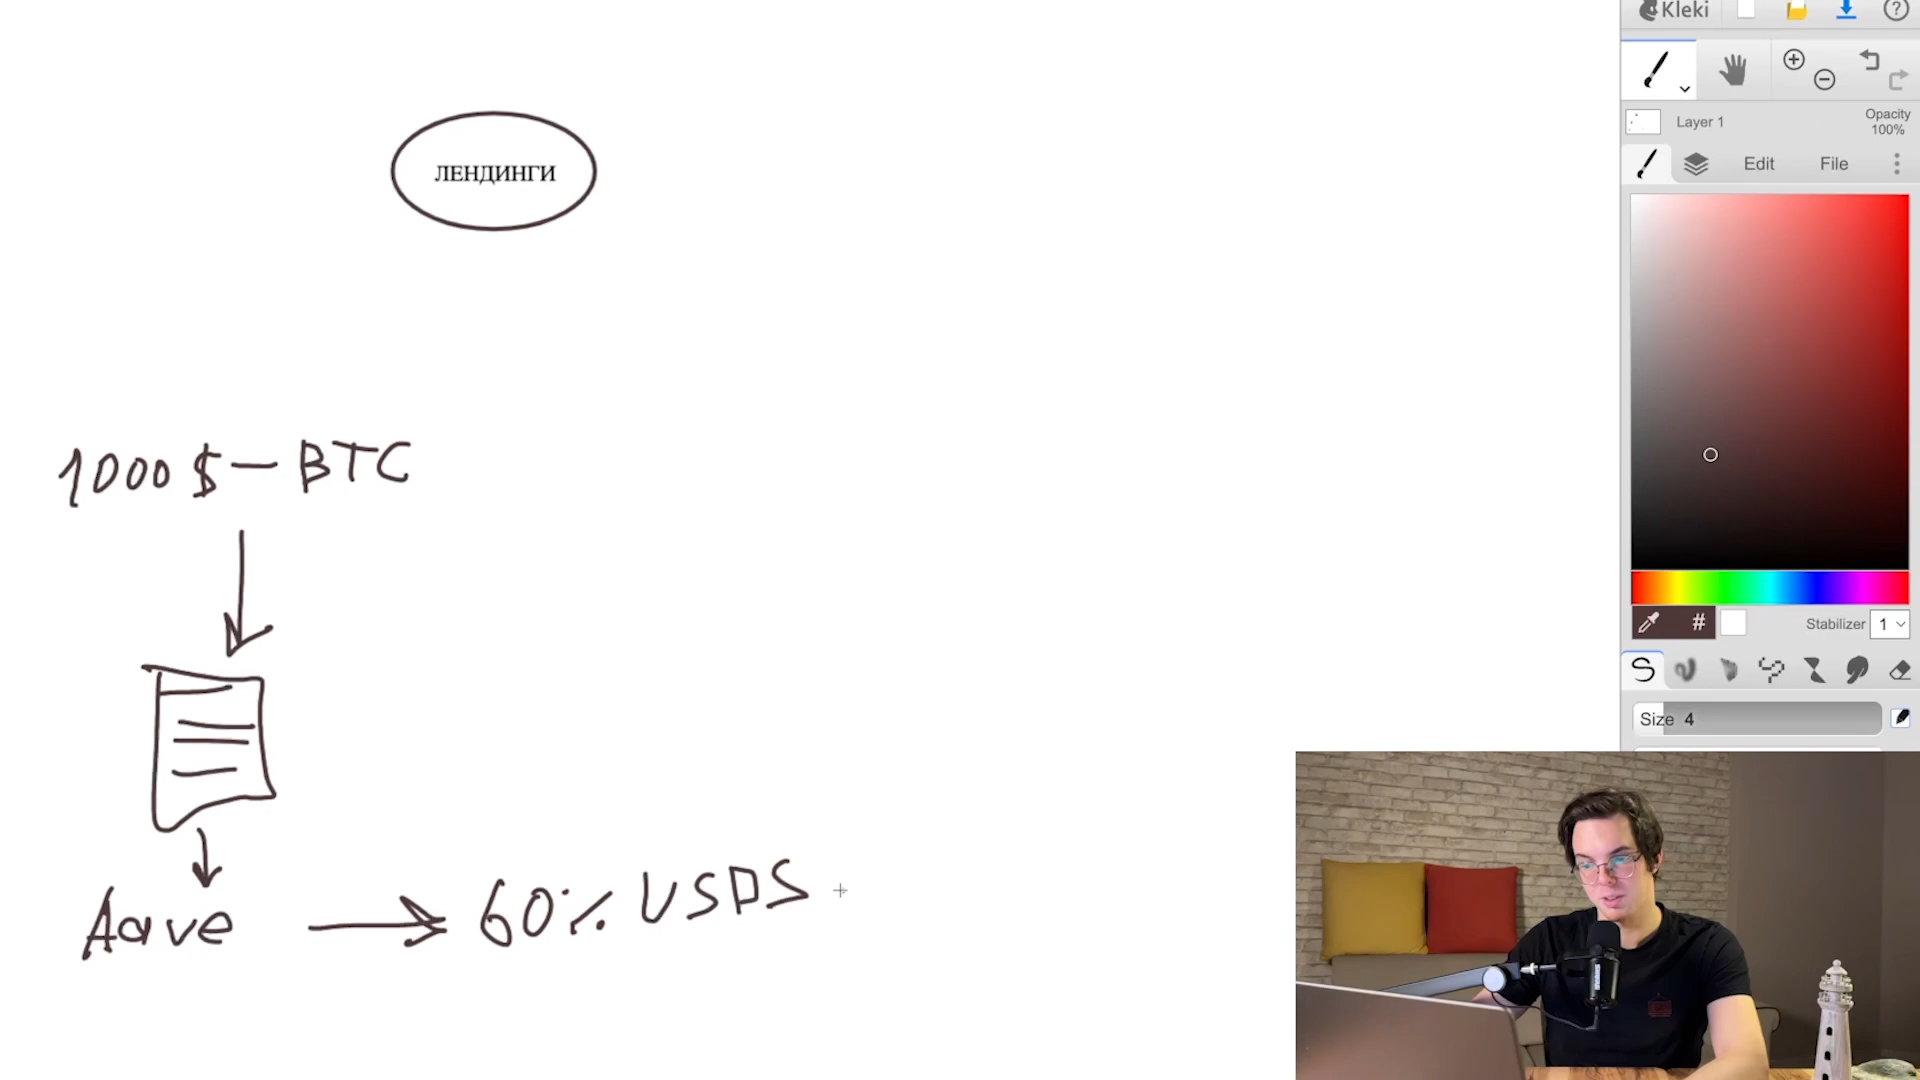 Kleki
Layer 1
Opacity
100%
Edit
File
ЛЕНДИНГИ
1000 $ — BTC
Stabilizer 1
Size 4
Aave
60% USDS